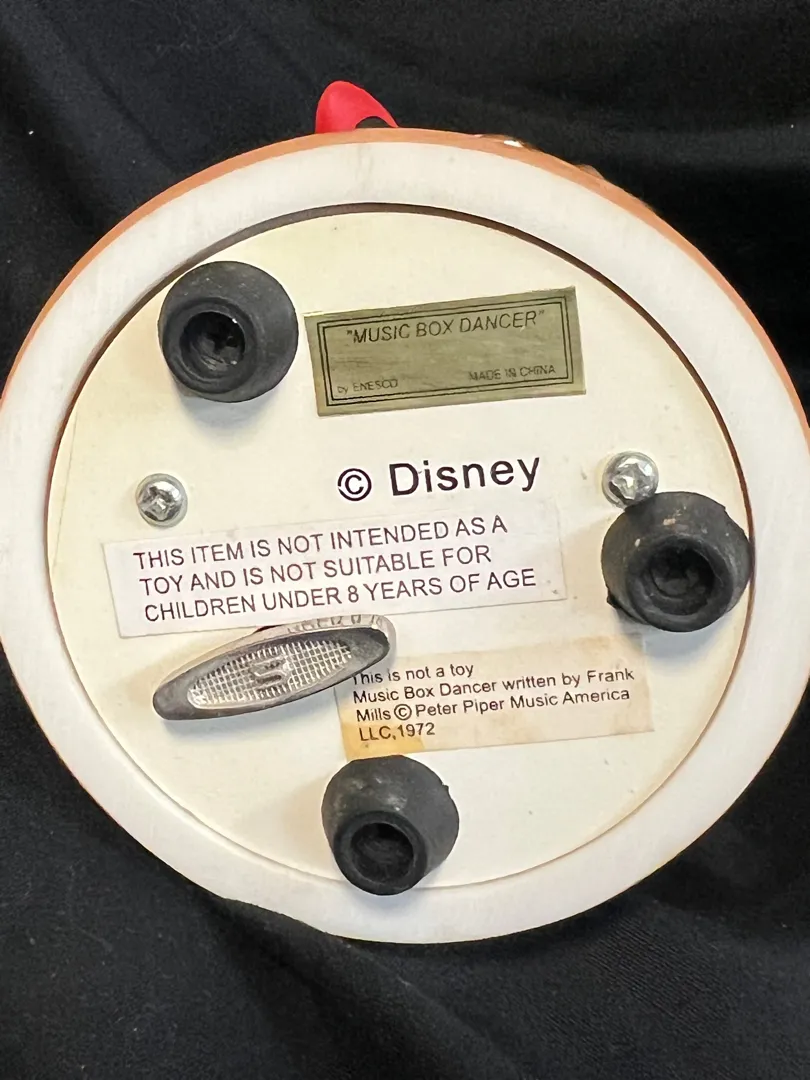 "MUSIC BOX DANCER"
by ENESCO MADE IN CHINA
© Disney
THIS ITEM IS NOT INTENDED AS A
TOY AND IS NOT SUITABLE FOR
CHILDREN UNDER 8 YEARS OF AGE
This is not a toy
Music Box Dancer written by Frank
Mills © Peter Piper Music America
LLC,1972